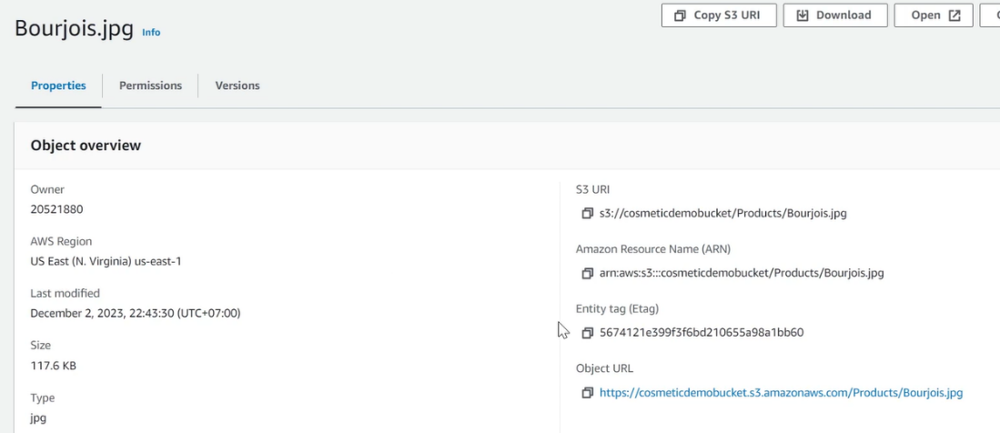 Bourjois.jpg Info
Copy S3 URI
Download
Open
Properties
Permissions
Versions
Object overview
Owner
20521880
AWS Region
US East (N. Virginia) us-east-1
Last modified
December 2, 2023, 22:43:30 (UTC+07:00)
Size
117.6 KB
Type
jpg
S3 URI
s3://cosmeticdemobucket/Products/Bourjois.jpg
Amazon Resource Name (ARN)
arn:aws:s3:::cosmeticdemobucket/Products/Bourjois.jpg
Entity tag (Etag)
5674121e399f3f6bd210655a98a1bb60
Object URL
https://cosmeticdemobucket.s3.amazonaws.com/Products/Bourjois.jpg